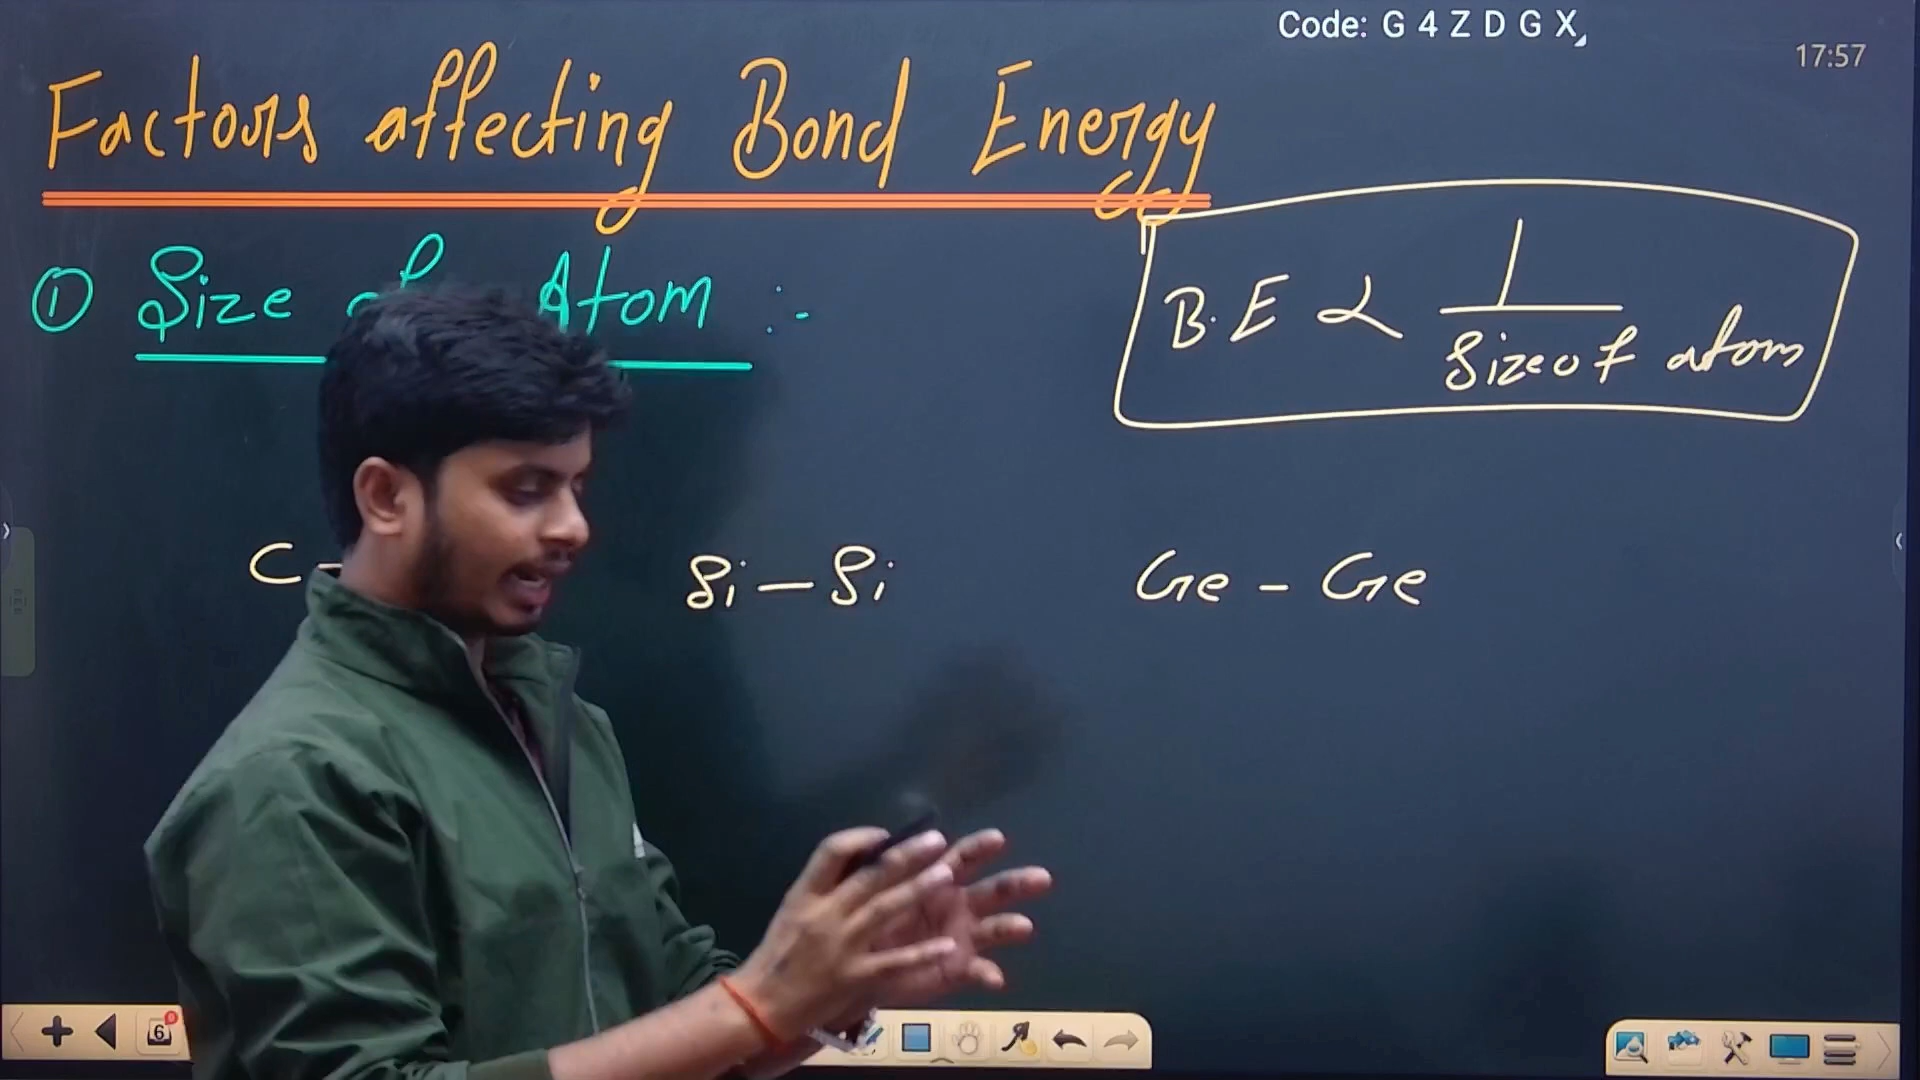 Code: G 4 Z D G X
17:57
Factors affecting Bond Energy
① Size of Atom :-
B.E ∝ 1 / Size of atom
C - 
Si - Si
Ge - Ge
6